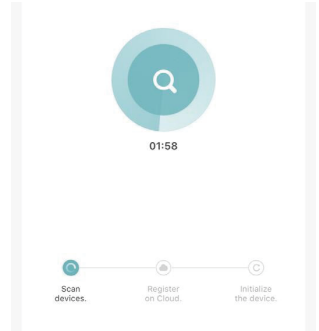 01:58
Scan
devices.
Register
on Cloud.
Initialize
the device.